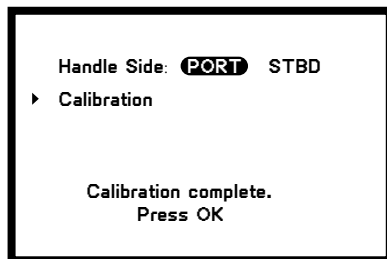 Handle Side: PORT STBD
Calibration
Calibration complete.
Press OK